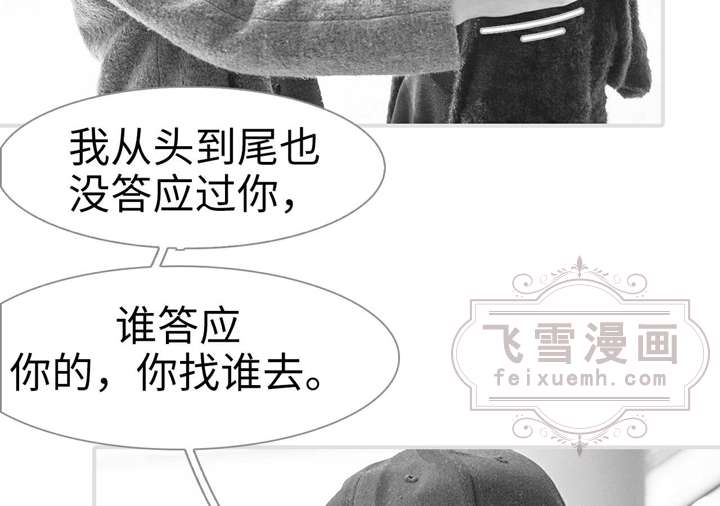 我从头到尾也
没答应过你，
谁答应
你的，你找谁去。
飞雪漫画
feixuemh.com